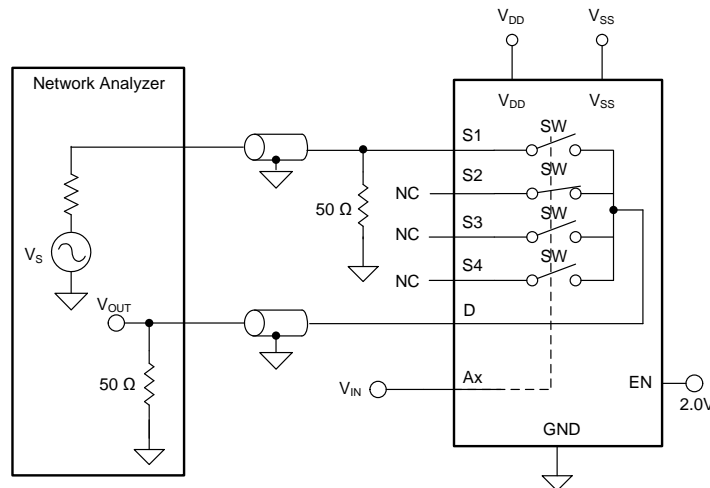 V_DD
V_SS
Network Analyzer
V_DD
V_SS
S1
SW
S2
SW
NC
S3
SW
NC
50 Ω
S4
SW
NC
V_S
V_OUT
D
50 Ω
V_IN
Ax
EN
2.0V
GND